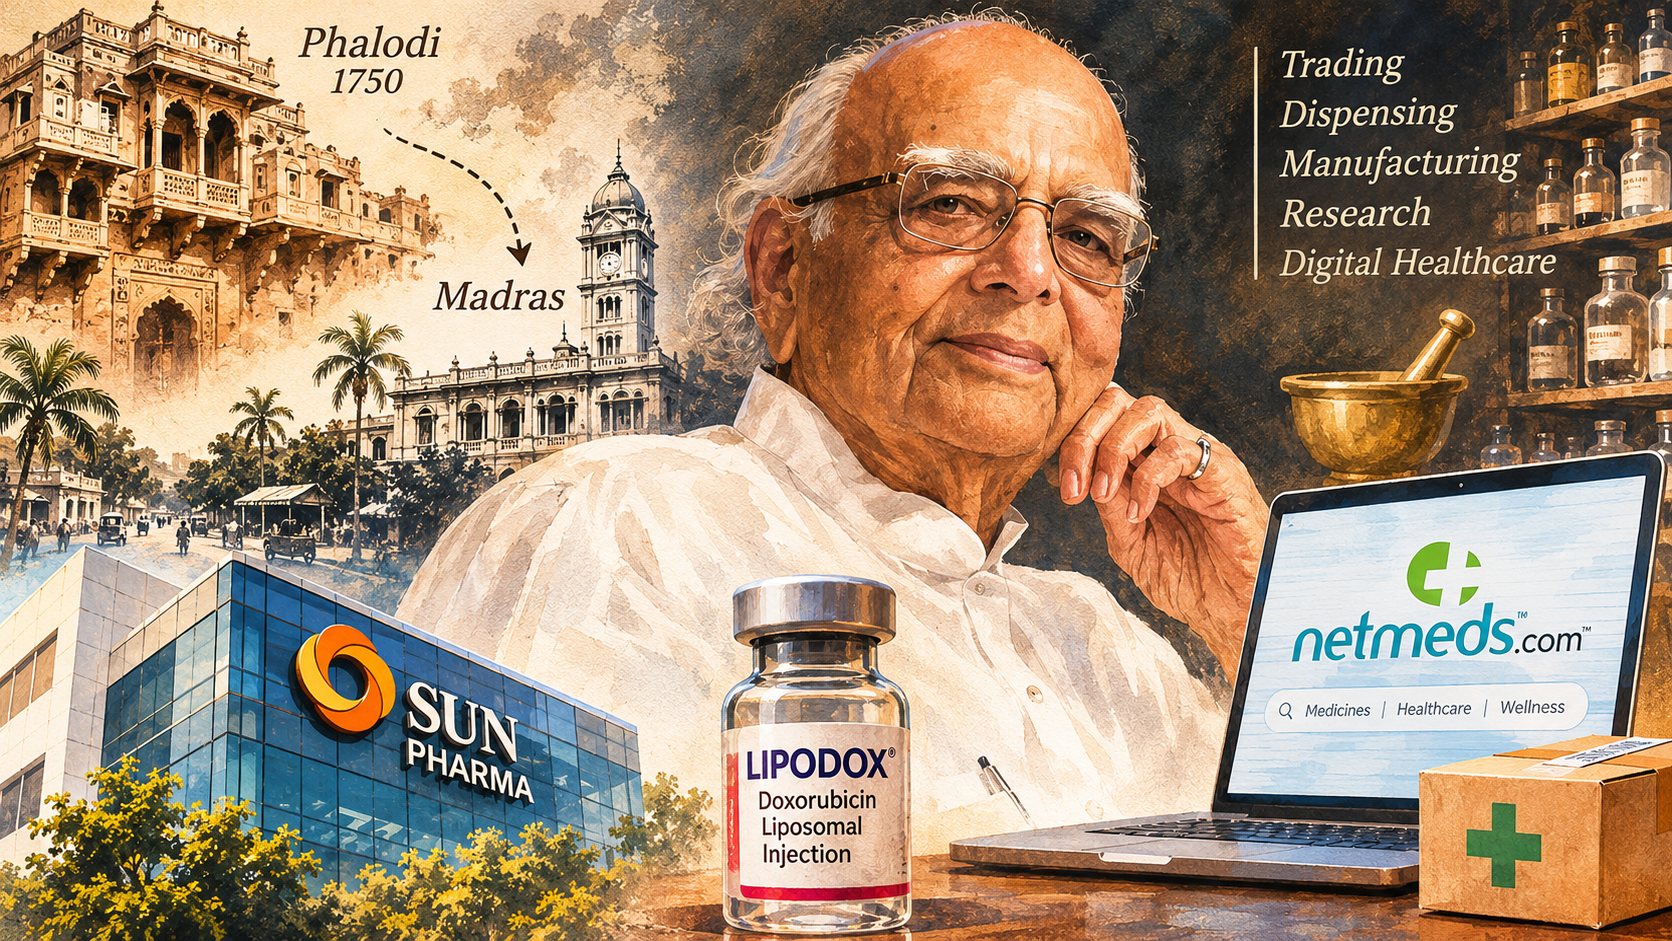 Phalodi
1750
Madras
Trading
Dispensing
Manufacturing
Research
Digital Healthcare
SUN
PHARMA
LIPODOX®
Doxorubicin
Liposomal
Injection
netmeds.com™
Medicines | Healthcare | Wellness